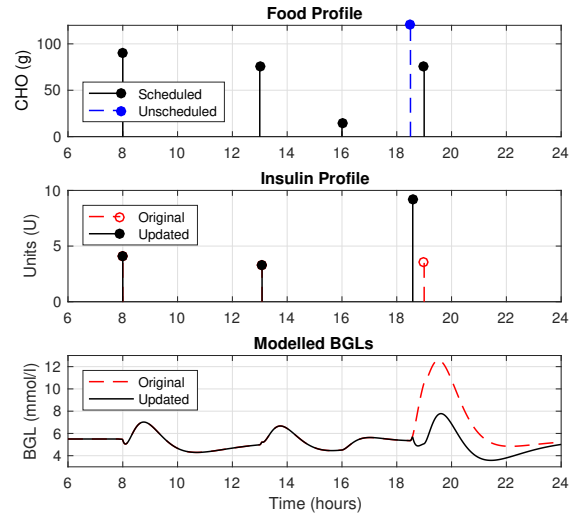 Food Profile
CHO (g)
100
50
0
Scheduled
Unscheduled
6 8 10 12 14 16 18 20 22 24
Insulin Profile
Units (U)
10
5
0
Original
Updated
6 8 10 12 14 16 18 20 22 24
Modelled BGLs
BGL (mmol/l)
12
10
8
6
4
Original
Updated
6 8 10 12 14 16 18 20 22 24
Time (hours)